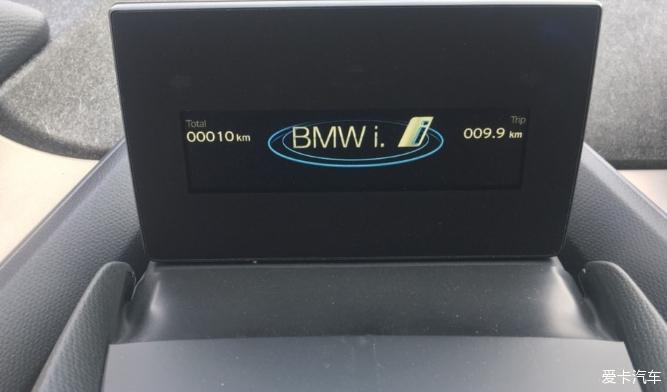 Total
00010 km
BMW i. i
Trip
009.9 km
爱卡汽车